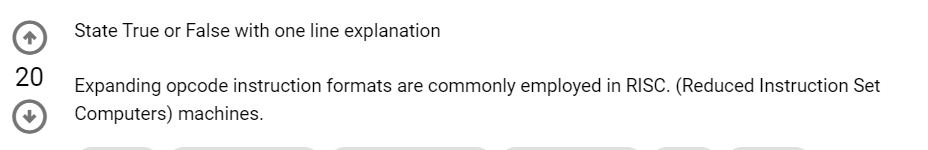 State True or False with one line explanation
20
Expanding opcode instruction formats are commonly employed in RISC. (Reduced Instruction Set
Computers) machines.